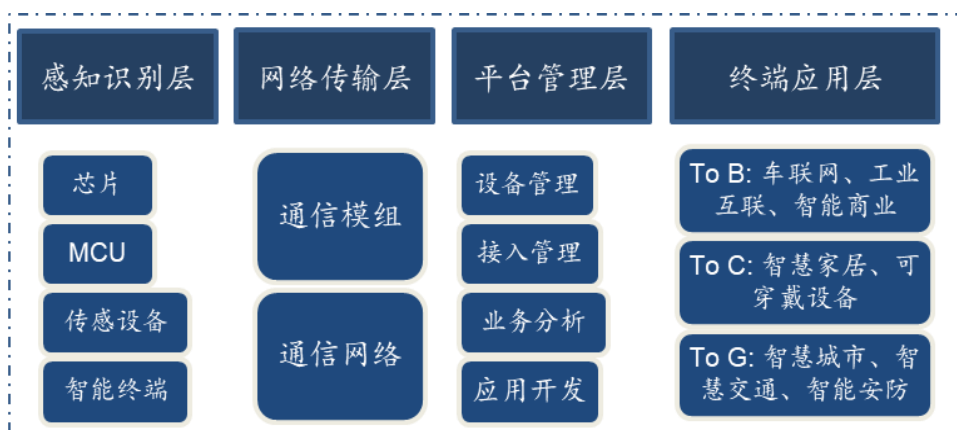 感知识别层
网络传输层
平台管理层
终端应用层
芯片
MCU
传感设备
智能终端
通信模组
通信网络
设备管理
接入管理
业务分析
应用开发
To B: 车联网、工业
互联、智能商业
To C: 智慧家居、可
穿戴设备
To G: 智慧城市、智
慧交通、智能安防